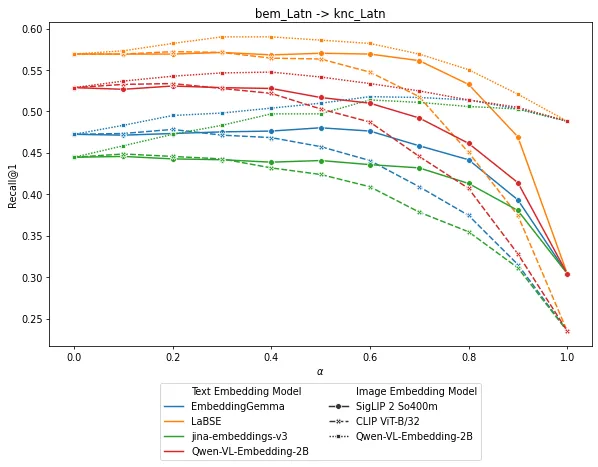 bem_Latn -> knc_Latn
0.60
0.55
0.50
0.45
0.40
0.35
0.30
0.25
Recall@1
0.0 0.2 0.4 0.6 0.8 1.0
α
Text Embedding Model
EmbeddingGemma
LaBSE
jina-embeddings-v3
Qwen-VL-Embedding-2B
Image Embedding Model
SigLIP 2 So400m
CLIP ViT-B/32
Qwen-VL-Embedding-2B